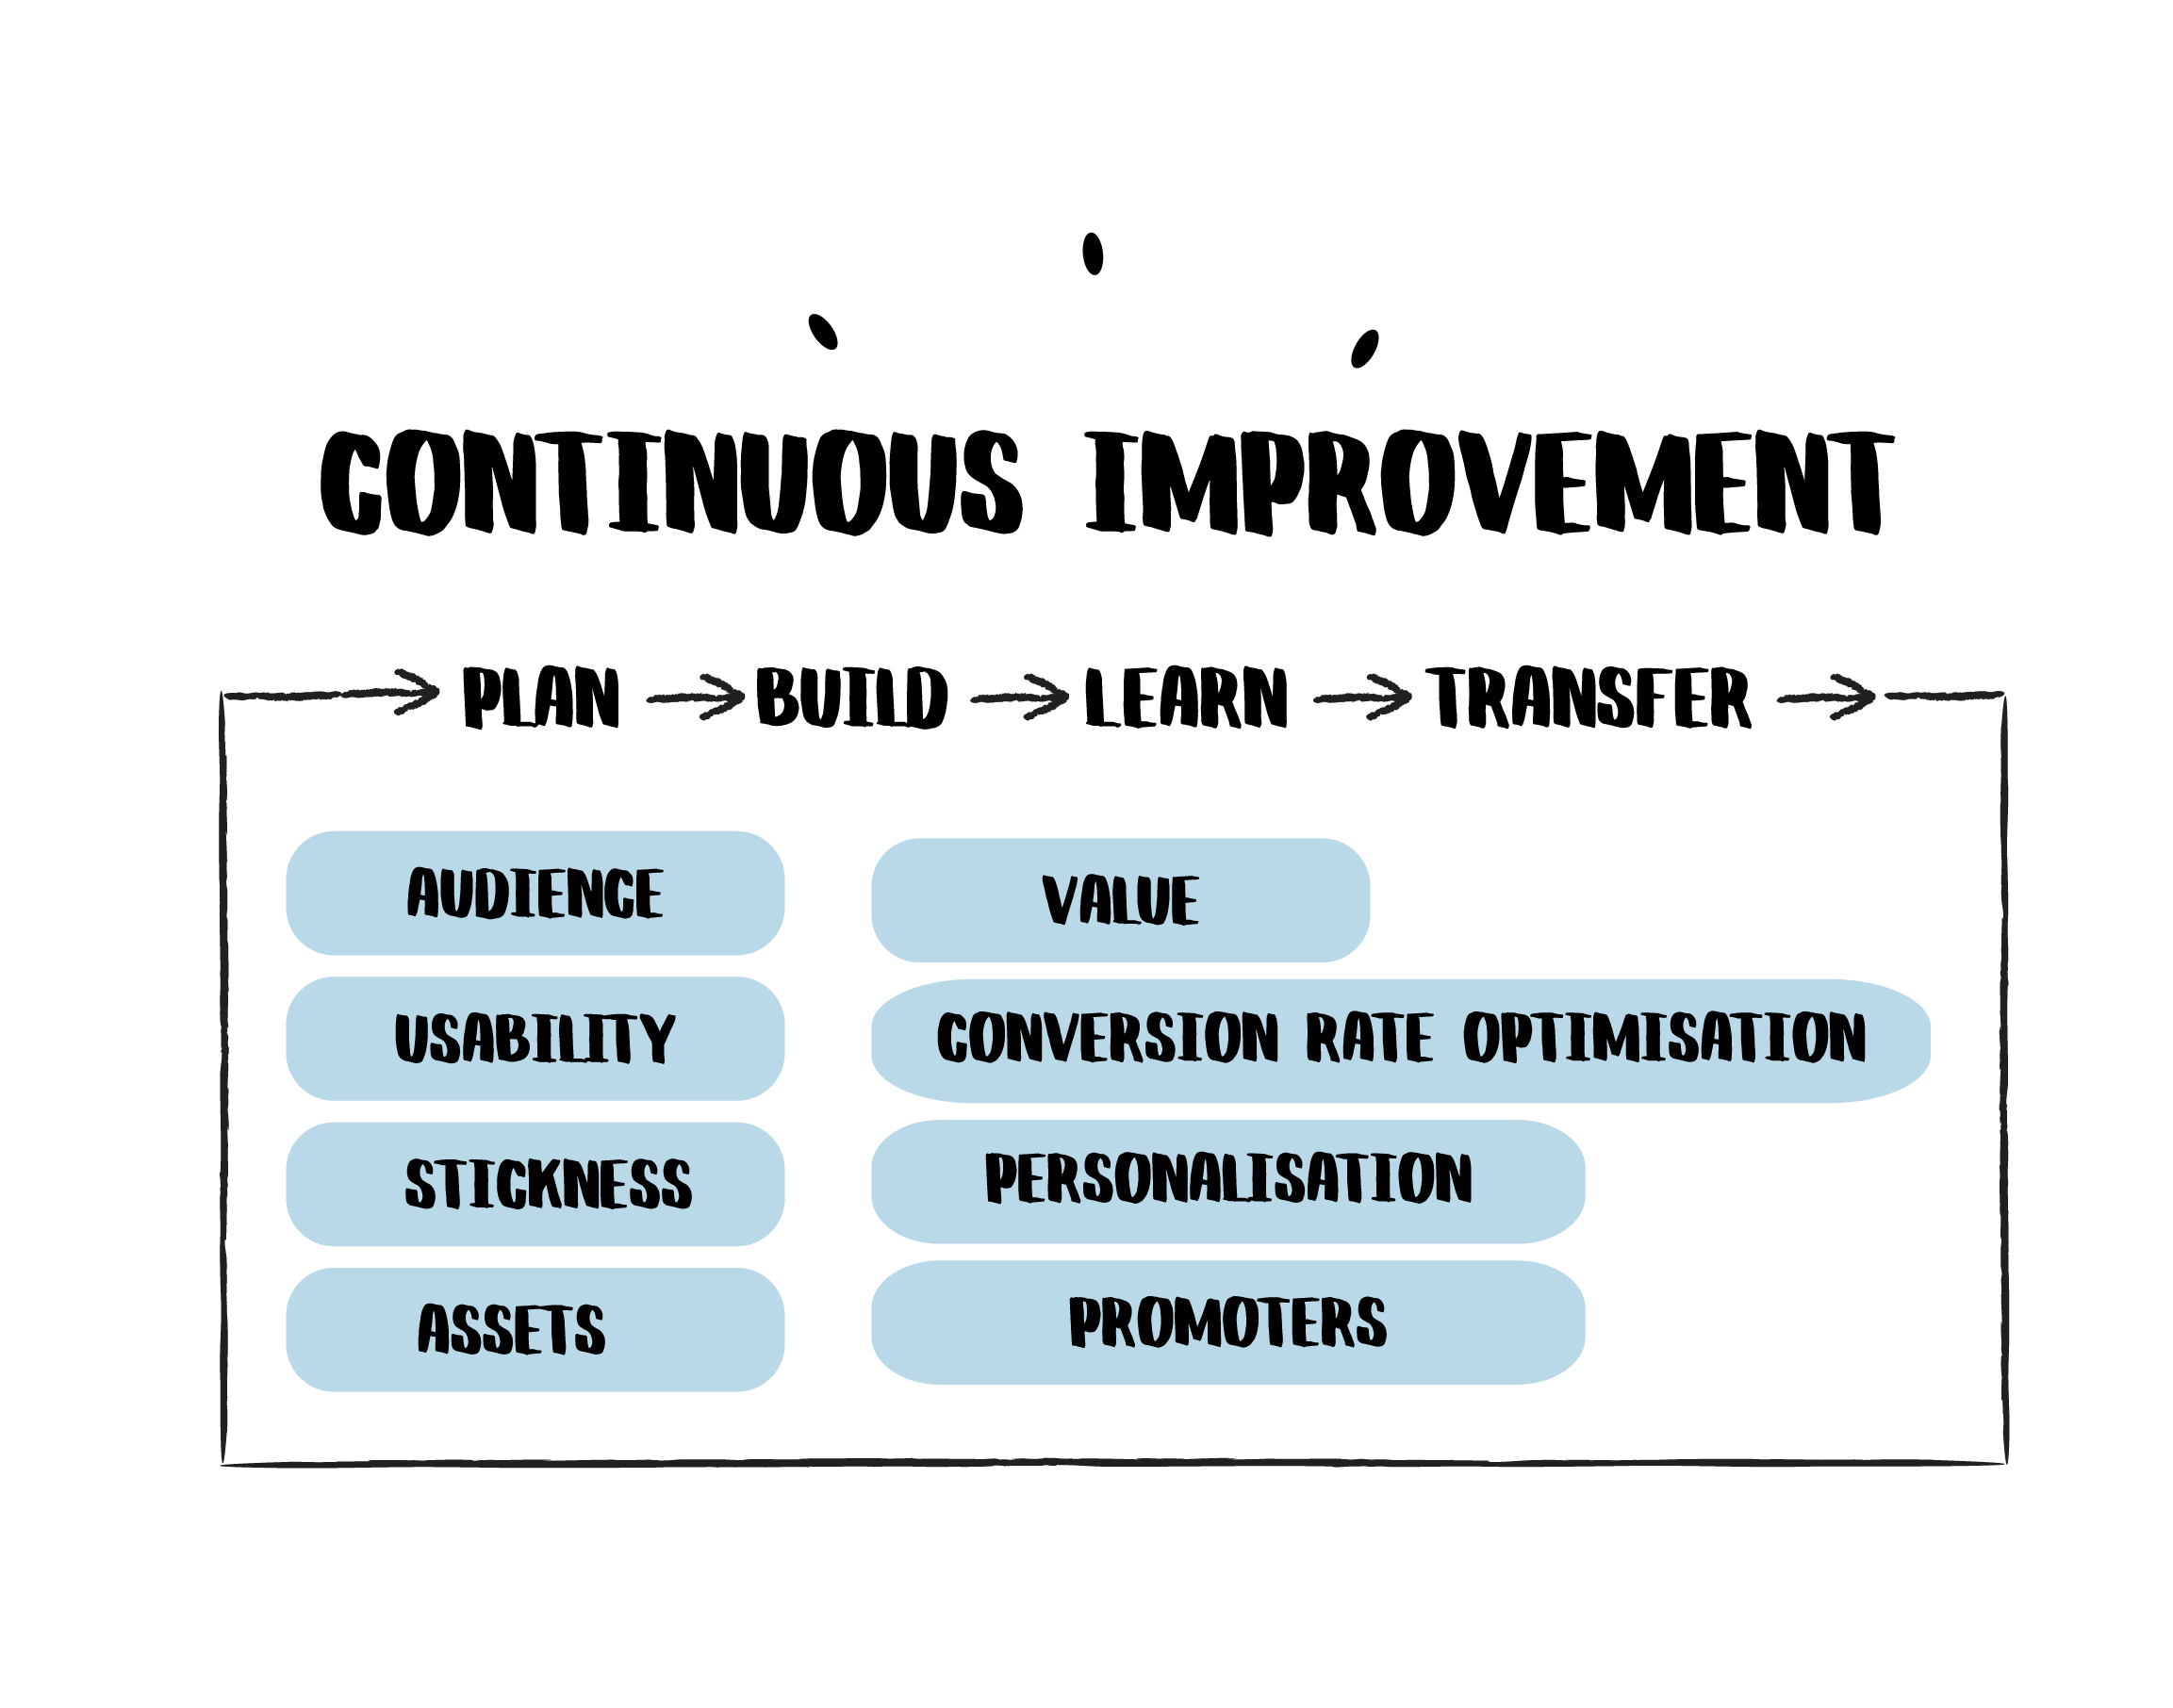 CONTINUOUS IMPROVEMENT
PLAN BUILD LEARN TRANSFER
AUDIENCE
VALUE
USABILITY
CONVERSION RATE OPTIMISATION
STICKNESS
PERSONALISATION
ASSETS
PROMOTERS